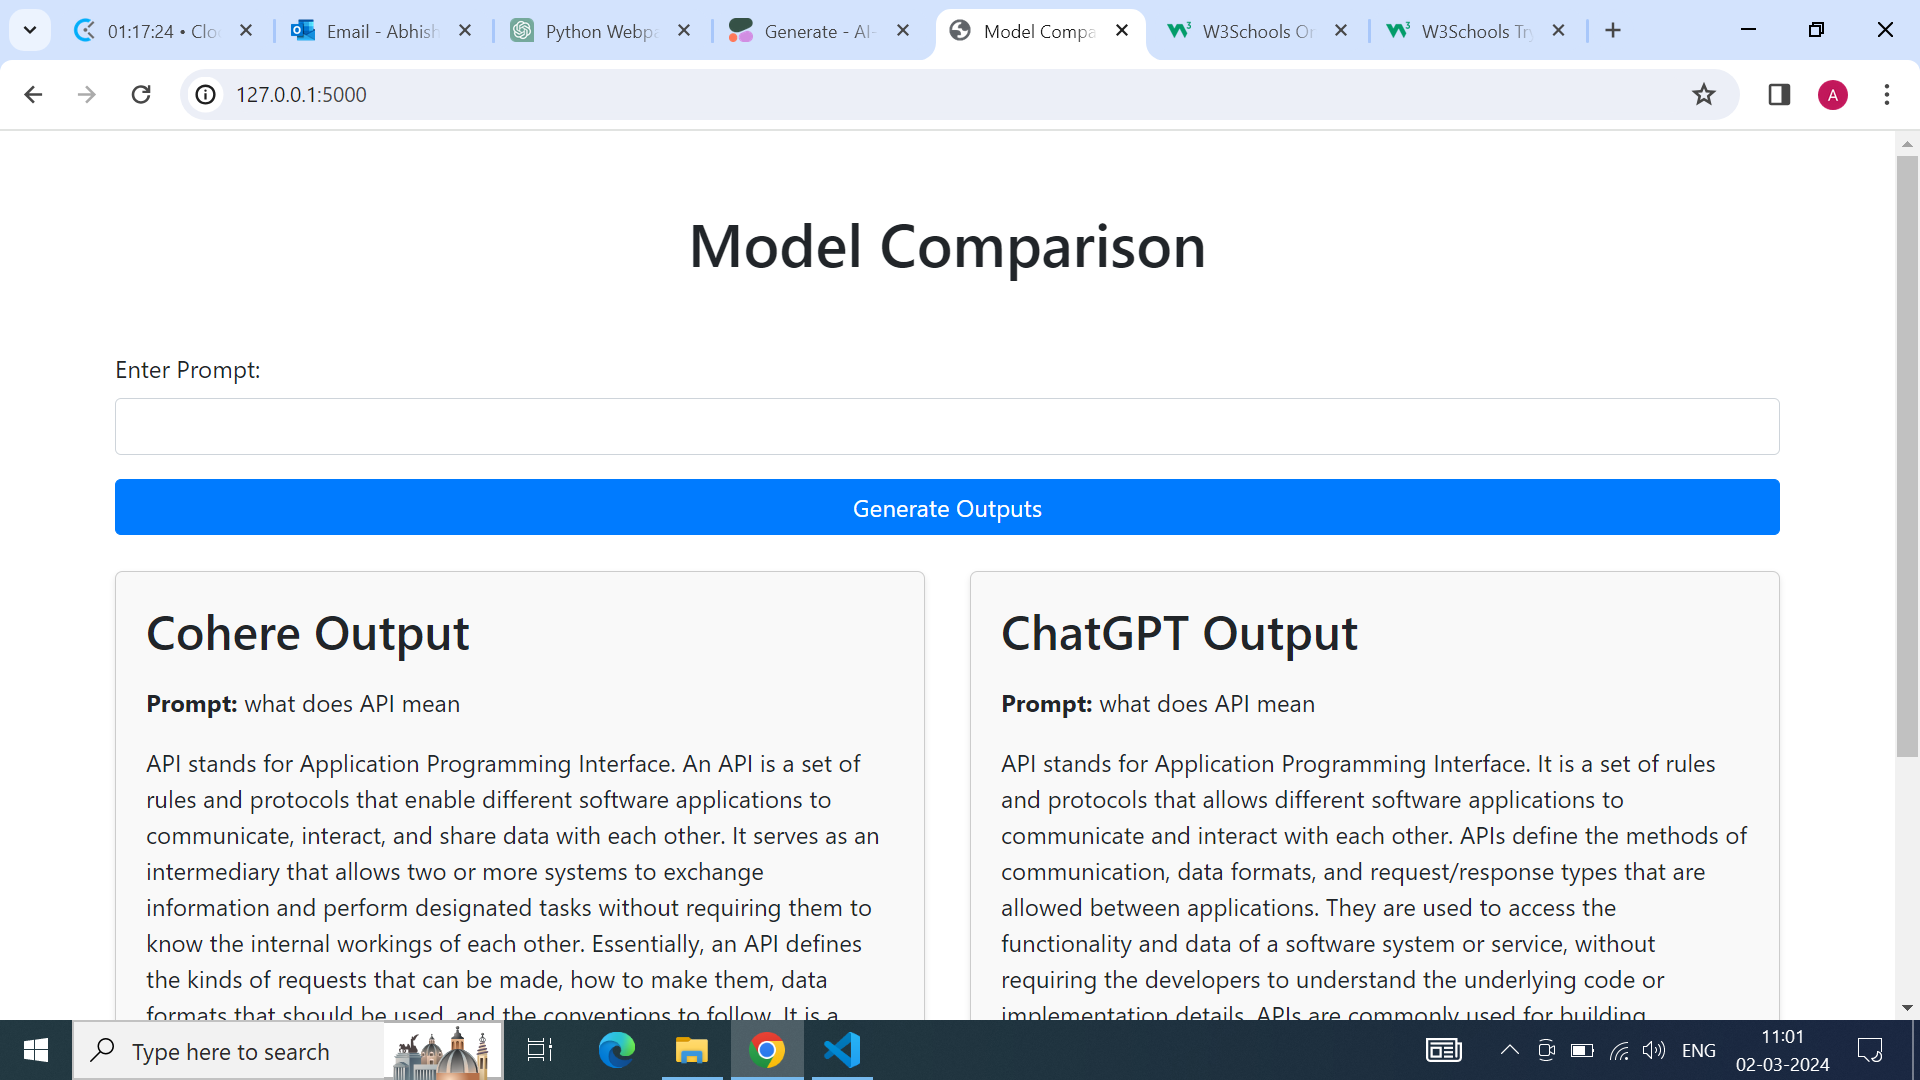 01:17:24 • Clo
Email - Abhish
Python Webpa
Generate - AI-
Model Compa
W3Schools On
W3Schools Try
127.0.0.1:5000
A
Model Comparison
Enter Prompt:
Generate Outputs
Cohere Output
Prompt: what does API mean
API stands for Application Programming Interface. An API is a set of
rules and protocols that enable different software applications to
communicate, interact, and share data with each other. It serves as an
intermediary that allows two or more systems to exchange
information and perform designated tasks without requiring them to
know the internal workings of each other. Essentially, an API defines
the kinds of requests that can be made, how to make them, data
formats that should be used, and the conventions to follow. It is a
ChatGPT Output
Prompt: what does API mean
API stands for Application Programming Interface. It is a set of rules
and protocols that allows different software applications to
communicate and interact with each other. APIs define the methods of
communication, data formats, and request/response types that are
allowed between applications. They are used to access the
functionality and data of a software system or service, without
requiring the developers to understand the underlying code or
implementation details. APIs are commonly used for building
Type here to search
ENG
11:01
02-03-2024